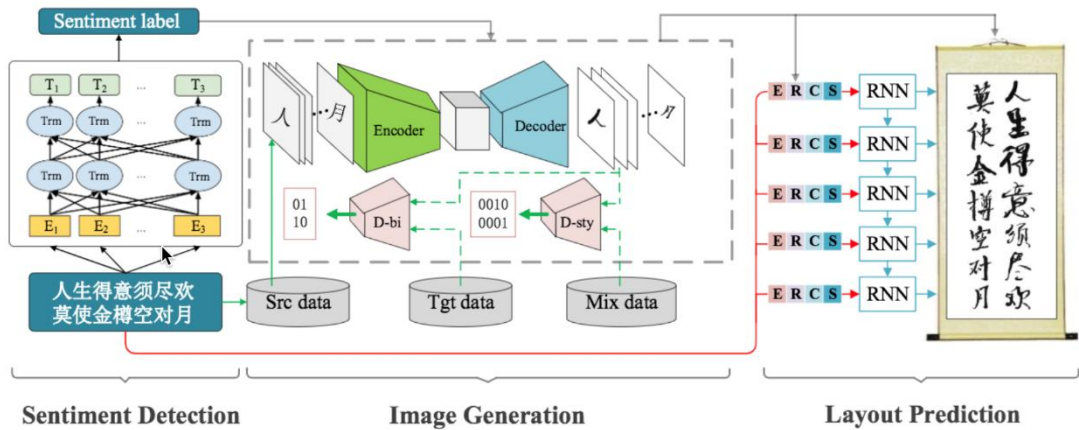 Sentiment label
T1 T2 ... T3
Trm Trm ... Trm
Trm Trm ... Trm
E1 E2 ... E3
人生得意须尽欢
莫使金樽空对月
Sentiment Detection
人 ... 月
Encoder
Decoder
人 ... 月
01
10
D-bi
0010
0001
D-sty
Src data
Tgt data
Mix data
Image Generation
E R C S RNN
E R C S RNN
E R C S RNN
E R C S RNN
E R C S RNN
人生得意须尽欢
莫使金樽空对月
Layout Prediction